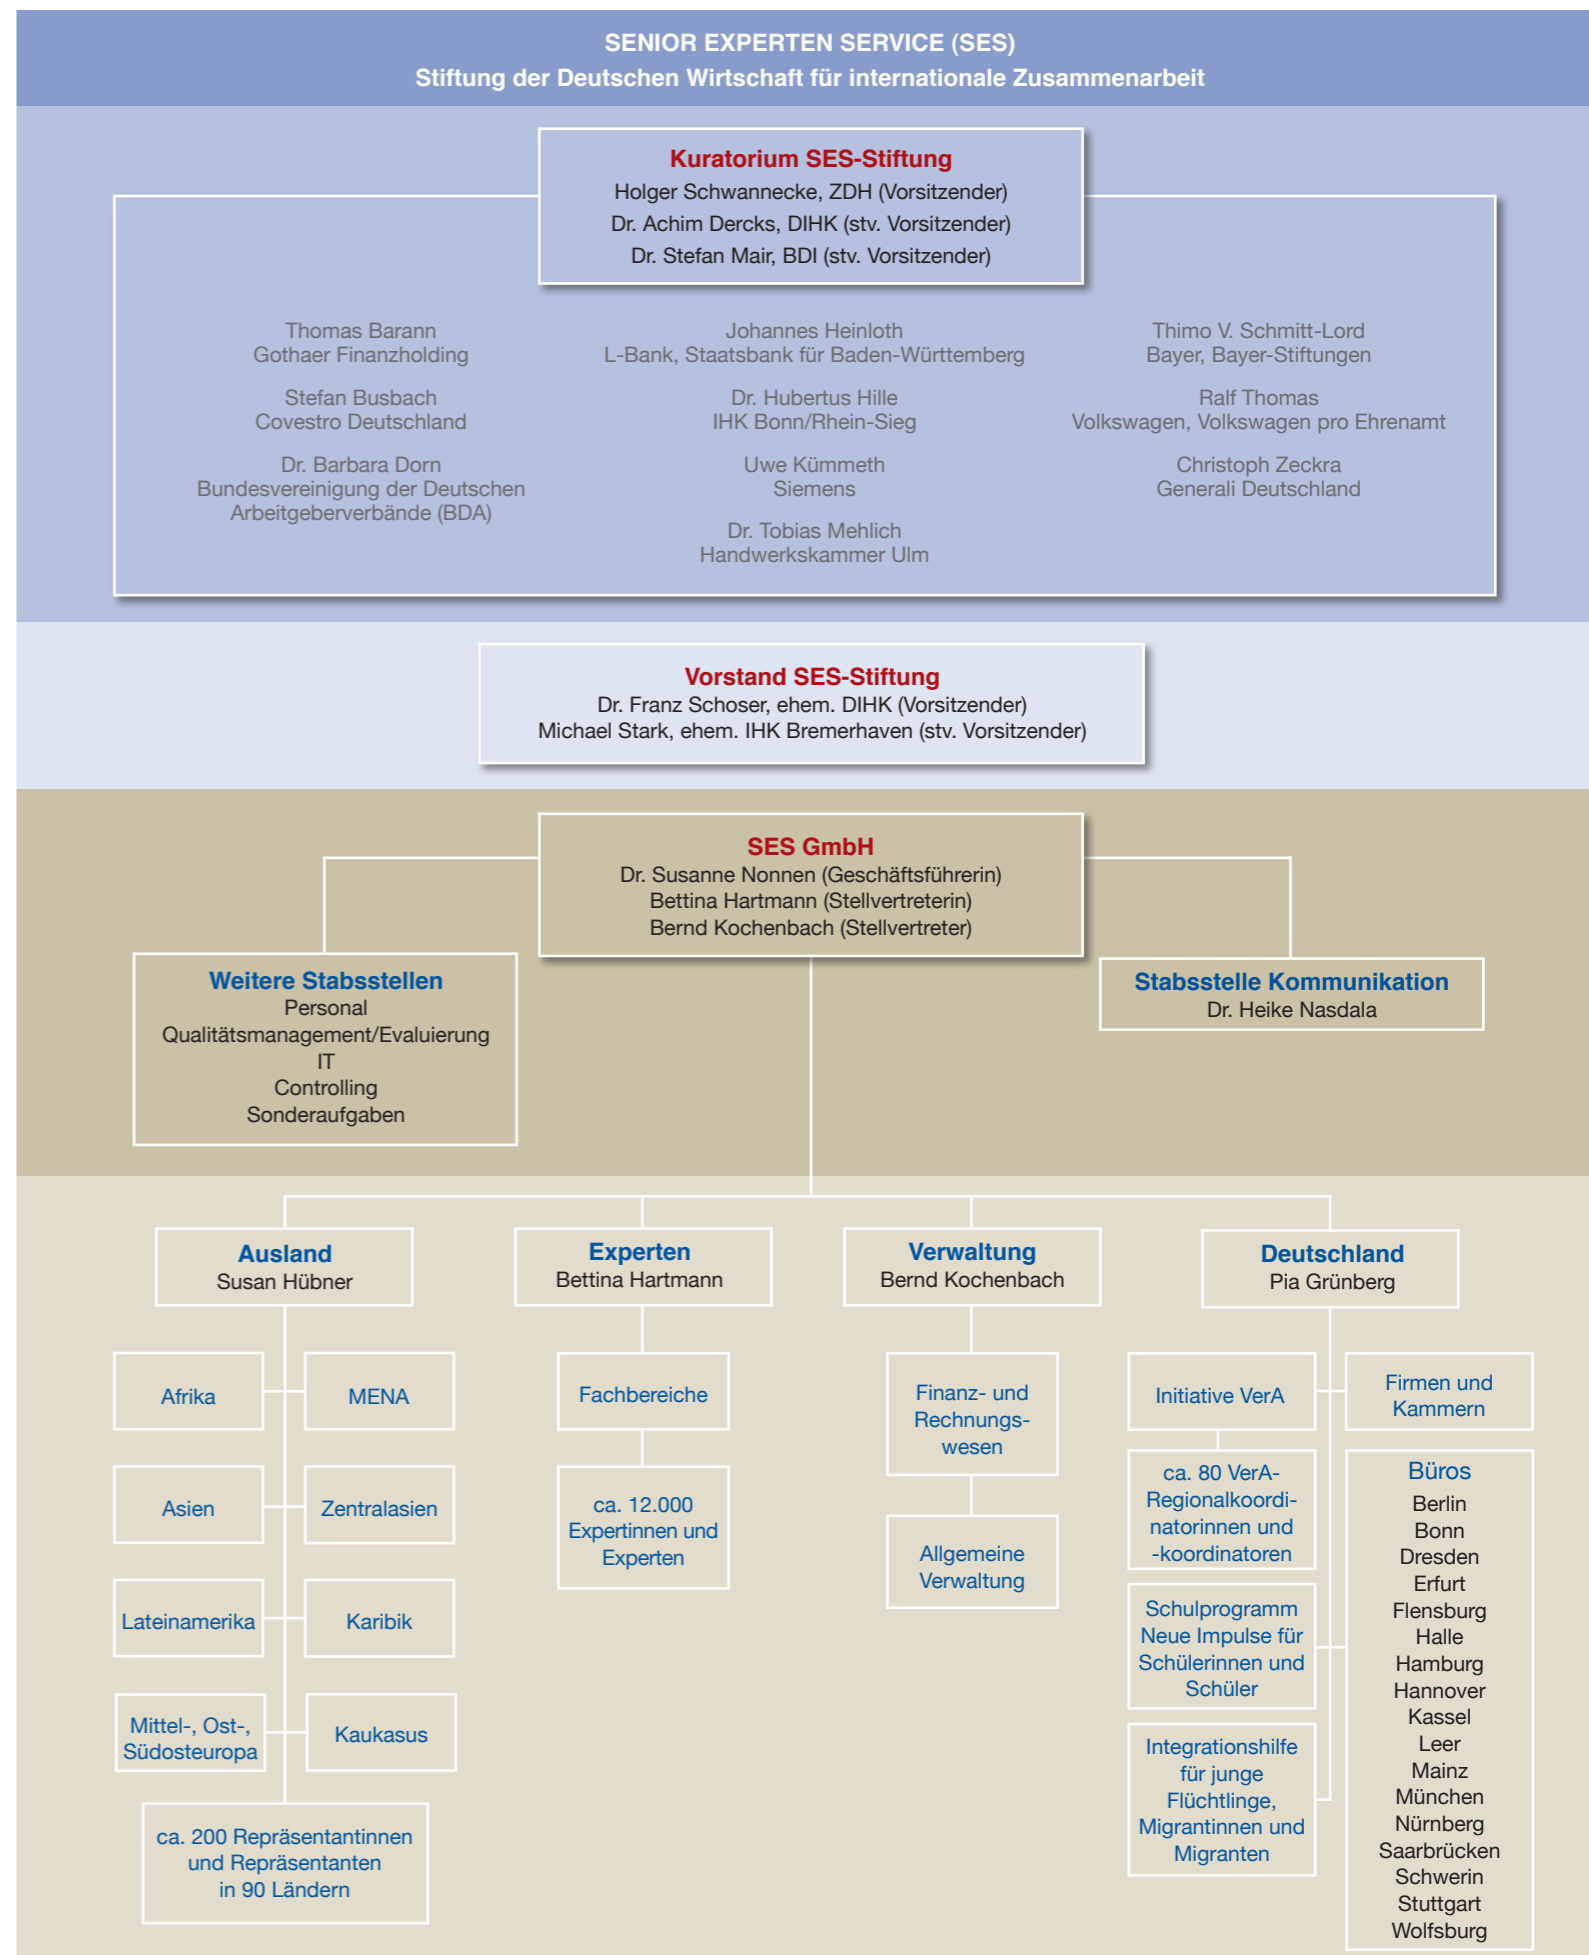 SENIOR EXPERTEN SERVICE (SES)
Stiftung der Deutschen Wirtschaft für internationale Zusammenarbeit
Kuratorium SES-Stiftung
Holger Schwannecke, ZDH (Vorsitzender)
Dr. Achim Dercks, DIHK (stv. Vorsitzender)
Dr. Stefan Mair, BDI (stv. Vorsitzender)
Thomas Barann
Gothaer Finanzholding
Stefan Busbach
Covestro Deutschland
Dr. Barbara Dorn
Bundesvereinigung der Deutschen
Arbeitgeberverbände (BDA)
Johannes Heinloth
L-Bank, Staatsbank für Baden-Württemberg
Dr. Hubertus Hille
IHK Bonn/Rhein-Sieg
Uwe Kümmeth
Siemens
Dr. Tobias Mehlich
Handwerkskammer Ulm
Thimo V. Schmitt-Lord
Bayer, Bayer-Stiftungen
Ralf Thomas
Volkswagen, Volkswagen pro Ehrenamt
Christoph Zeckra
Generali Deutschland
Vorstand SES-Stiftung
Dr. Franz Schoser, ehem. DIHK (Vorsitzender)
Michael Stark, ehem. IHK Bremerhaven (stv. Vorsitzender)
SES GmbH
Dr. Susanne Nonnen (Geschäftsführerin)
Bettina Hartmann (Stellvertreterin)
Bernd Kochenbach (Stellvertreter)
Weitere Stabsstellen
Personal
Qualitätsmanagement/Evaluierung
IT
Controlling
Sonderaufgaben
Stabsstelle Kommunikation
Dr. Heike Nasdala
Ausland
Susan Hübner
Afrika
MENA
Asien
Zentralasien
Lateinamerika
Karibik
Mittel-, Ost-,
Südosteuropa
Kaukasus
ca. 200 Repräsentantinnen
und Repräsentanten
in 90 Ländern
Experten
Bettina Hartmann
Fachbereiche
ca. 12.000
Expertinnen und
Experten
Verwaltung
Bernd Kochenbach
Finanz- und
Rechnungs-
wesen
Allgemeine
Verwaltung
Deutschland
Pia Grünberg
Initiative VerA
ca. 80 VerA-
Regionalkoordi-
natorinnen und
-koordinatoren
Schulprogramm
Neue Impulse für
Schülerinnen und
Schüler
Integrationshilfe
für junge
Flüchtlinge,
Migrantinnen und
Migranten
Firmen und
Kammern
Büros
Berlin
Bonn
Dresden
Erfurt
Flensburg
Halle
Hamburg
Hannover
Kassel
Leer
Mainz
München
Nürnberg
Saarbrücken
Schwerin
Stuttgart
Wolfsburg